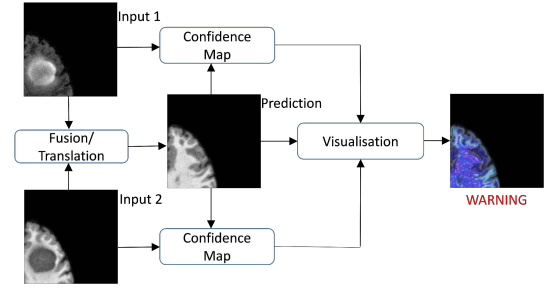 Input 1
Confidence
Map
Prediction
Fusion/
Translation
Visualisation
Input 2
WARNING
Confidence
Map